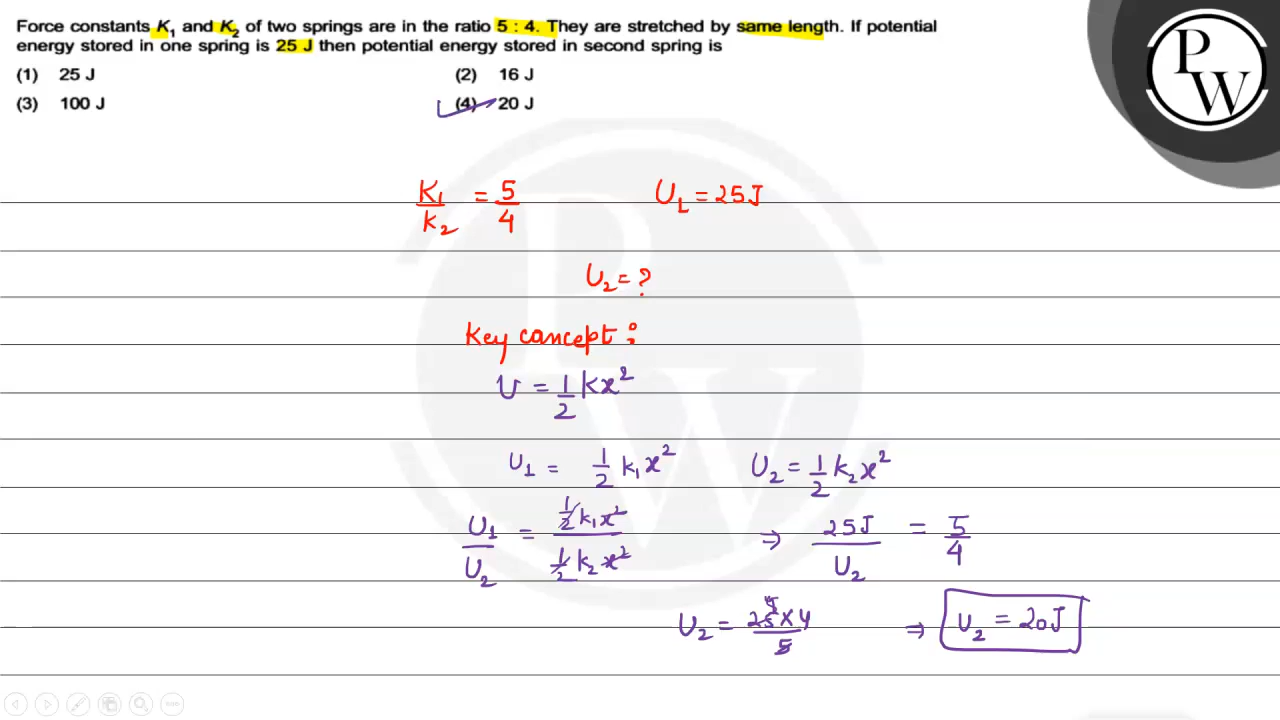 Force constants K₁ and K₂ of two springs are in the ratio 5 : 4. They are stretched by same length. If potential
energy stored in one spring is 25 J then potential energy stored in second spring is
(1) 25 J (2) 16 J
(3) 100 J (4) 20 J
PW
K₁/K₂ = 5/4 U₁ = 25J
U₂ = ?
Key concept :
U = 1/2 kx²
U₁ = 1/2 k₁x² U₂ = 1/2 k₂x²
U₁/U₂ = 1/2 k₁x² / 1/2 k₂x² ⇒ 25J/U₂ = 5/4
U₂ = 25 5 × 4 / 5 ⇒ U₂ = 20J